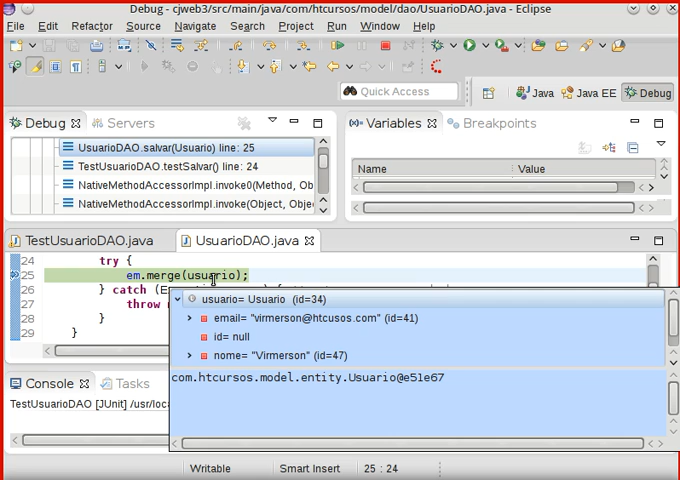 Debug - cjweb3/src/main/java/com/htcursos/model/dao/UsuarioDAO.java - Eclipse
File Edit Refactor Source Navigate Search Project Run Window Help
Quick Access
Java Java EE Debug
Debug Servers
UsuarioDAO.salvar(Usuario) line: 25
TestUsuarioDAO.testSalvar() line: 24
NativeMethodAccessorImpl.invoke0(Method, Ob
NativeMethodAccessorImpl.invoke(Object, Obje
Variables Breakpoints
Name Value
TestUsuarioDAO.java UsuarioDAO.java
24 try {
25 em.merge(usuario);
26 } catch (E
27 throw n
28 }
29 }
usuario= Usuario (id=34)
email= "virmerson@htcusos.com" (id=41)
id= null
nome= "Virmerson" (id=47)
com.htcursos.model.entity.Usuario@e51e67
Console Tasks
TestUsuarioDAO [JUnit] /usr/loca
Writable Smart Insert 25 : 24